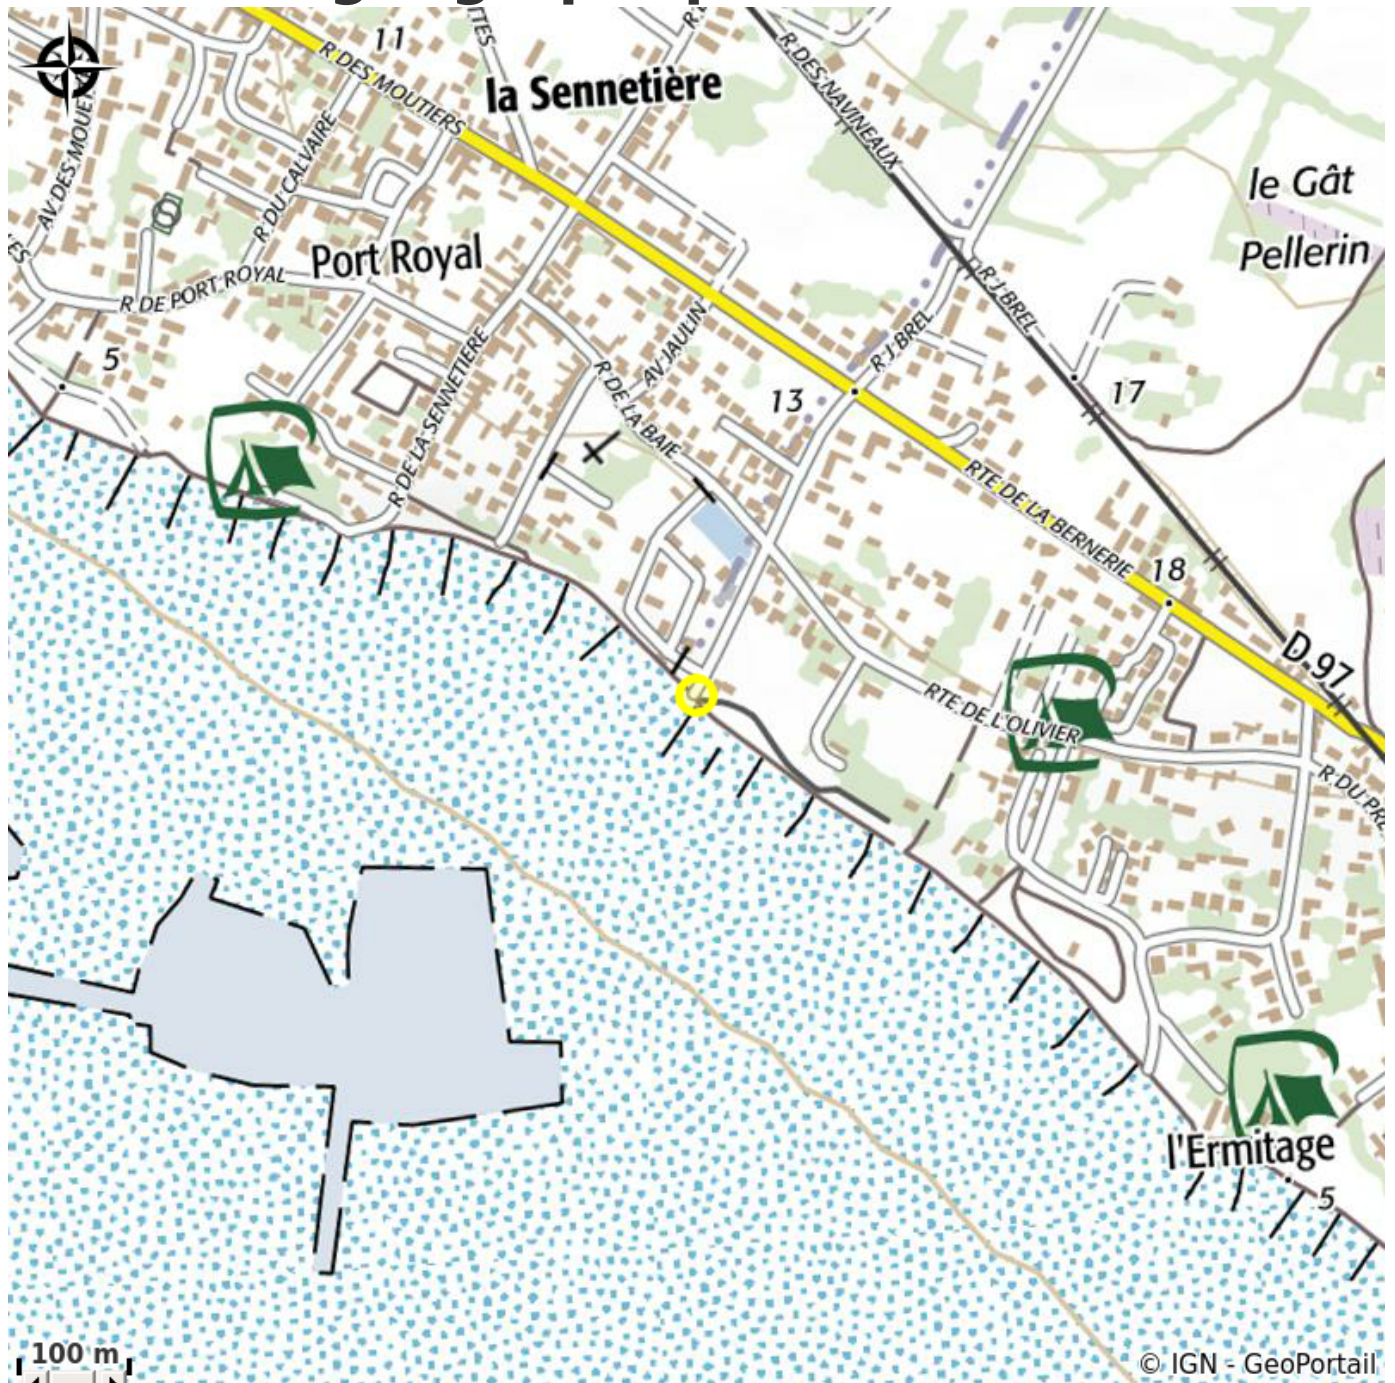 11
R DES MOUTIERS
la Sennetière
R DES NAVINEAUX
AV DES MOUE
R DU CALVAIRE
le Gât
Pellerin
Port Royal
R DE PORT ROYAL
R J BREL
R J BREL
AV JAULIN
R DE LA SENNETIERE
R DE LA BAIE
5
13
17
RTE DE LA BERNERIE
18
D 97
RTE DE L'OLIVIER
R DU PRE
l'Ermitage
5
100 m
© IGN - GeoPortail